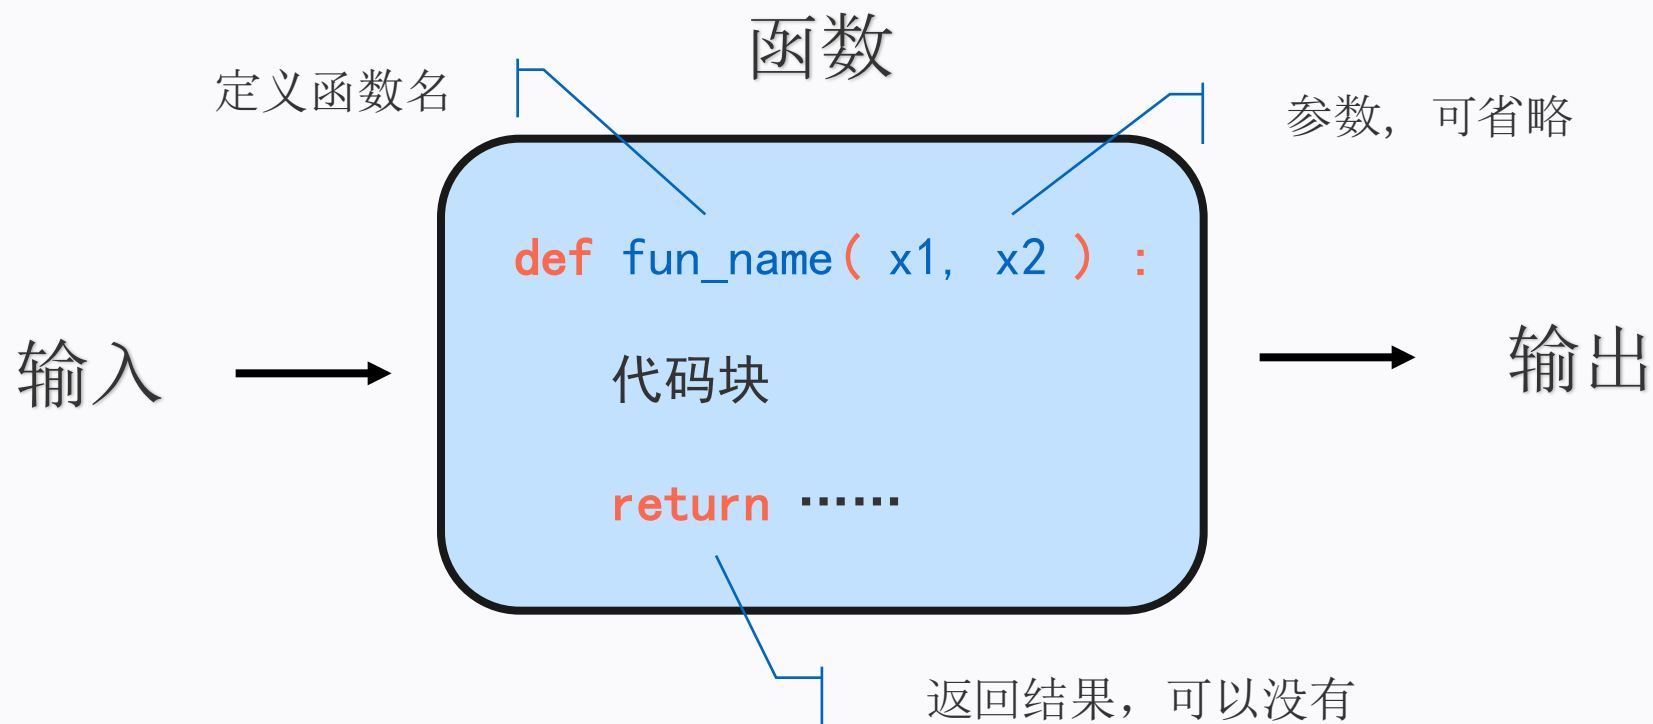 函数
定义函数名
参数, 可省略
def fun_name( x1, x2 ) :
输入
代码块
输出
return ……
返回结果，可以没有